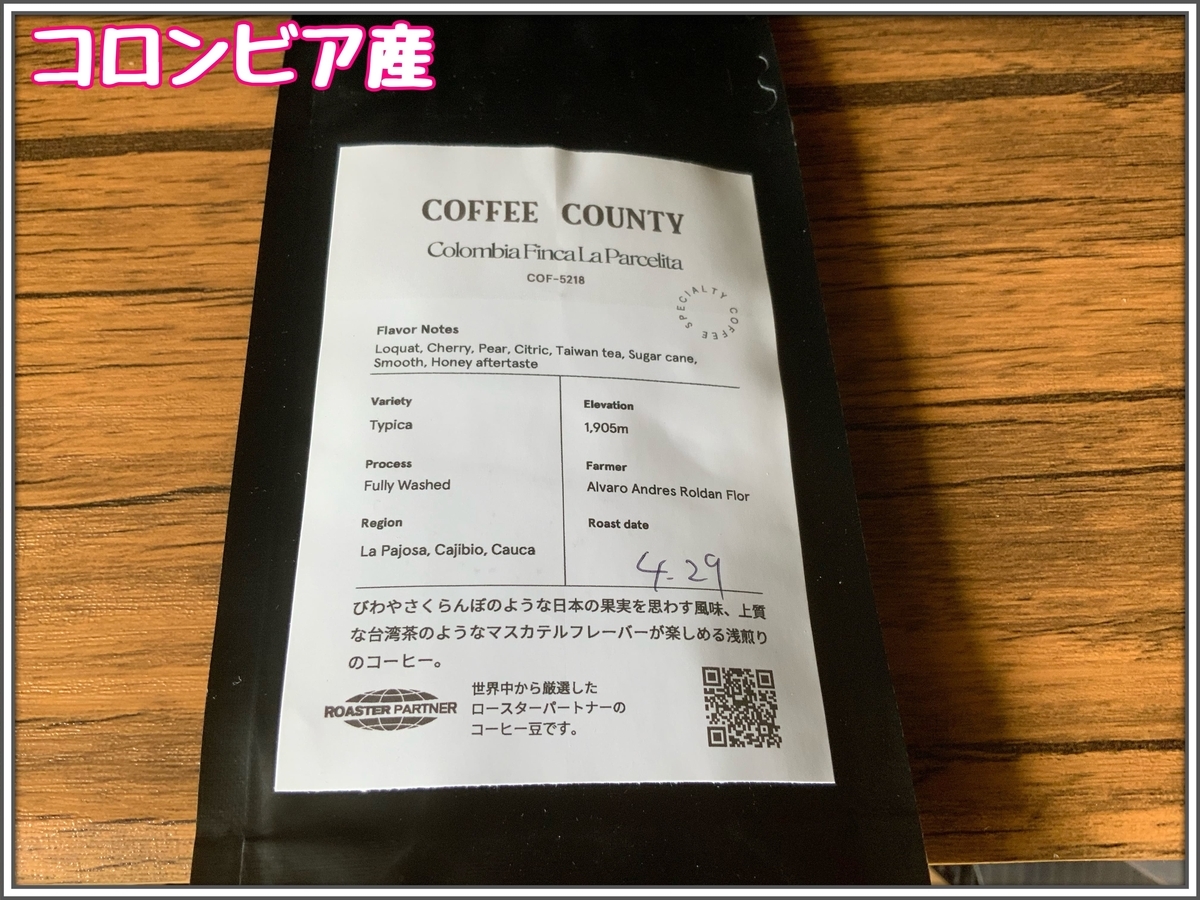 コロンビア産
COFFEE COUNTY
Colombia Finca La Parcelita
COF-5218
SPECIALTY COFFEE
Flavor Notes
Loquat, Cherry, Pear, Citric, Taiwan tea, Sugar cane,
Smooth, Honey aftertaste
Variety
Typica
Process
Fully Washed
Region
La Pajosa, Cajibio, Cauca
Elevation
1,905m
Farmer
Alvaro Andres Roldan Flor
Roast date
4-29
びわやさくらんぼのような日本の果実を思わす風味、上質
な台湾茶のようなマスカテルフレーバーが楽しめる浅煎り
のコーヒー。
ROASTER PARTNER
世界中から厳選した
ロースターパートナーの
コーヒー豆です。